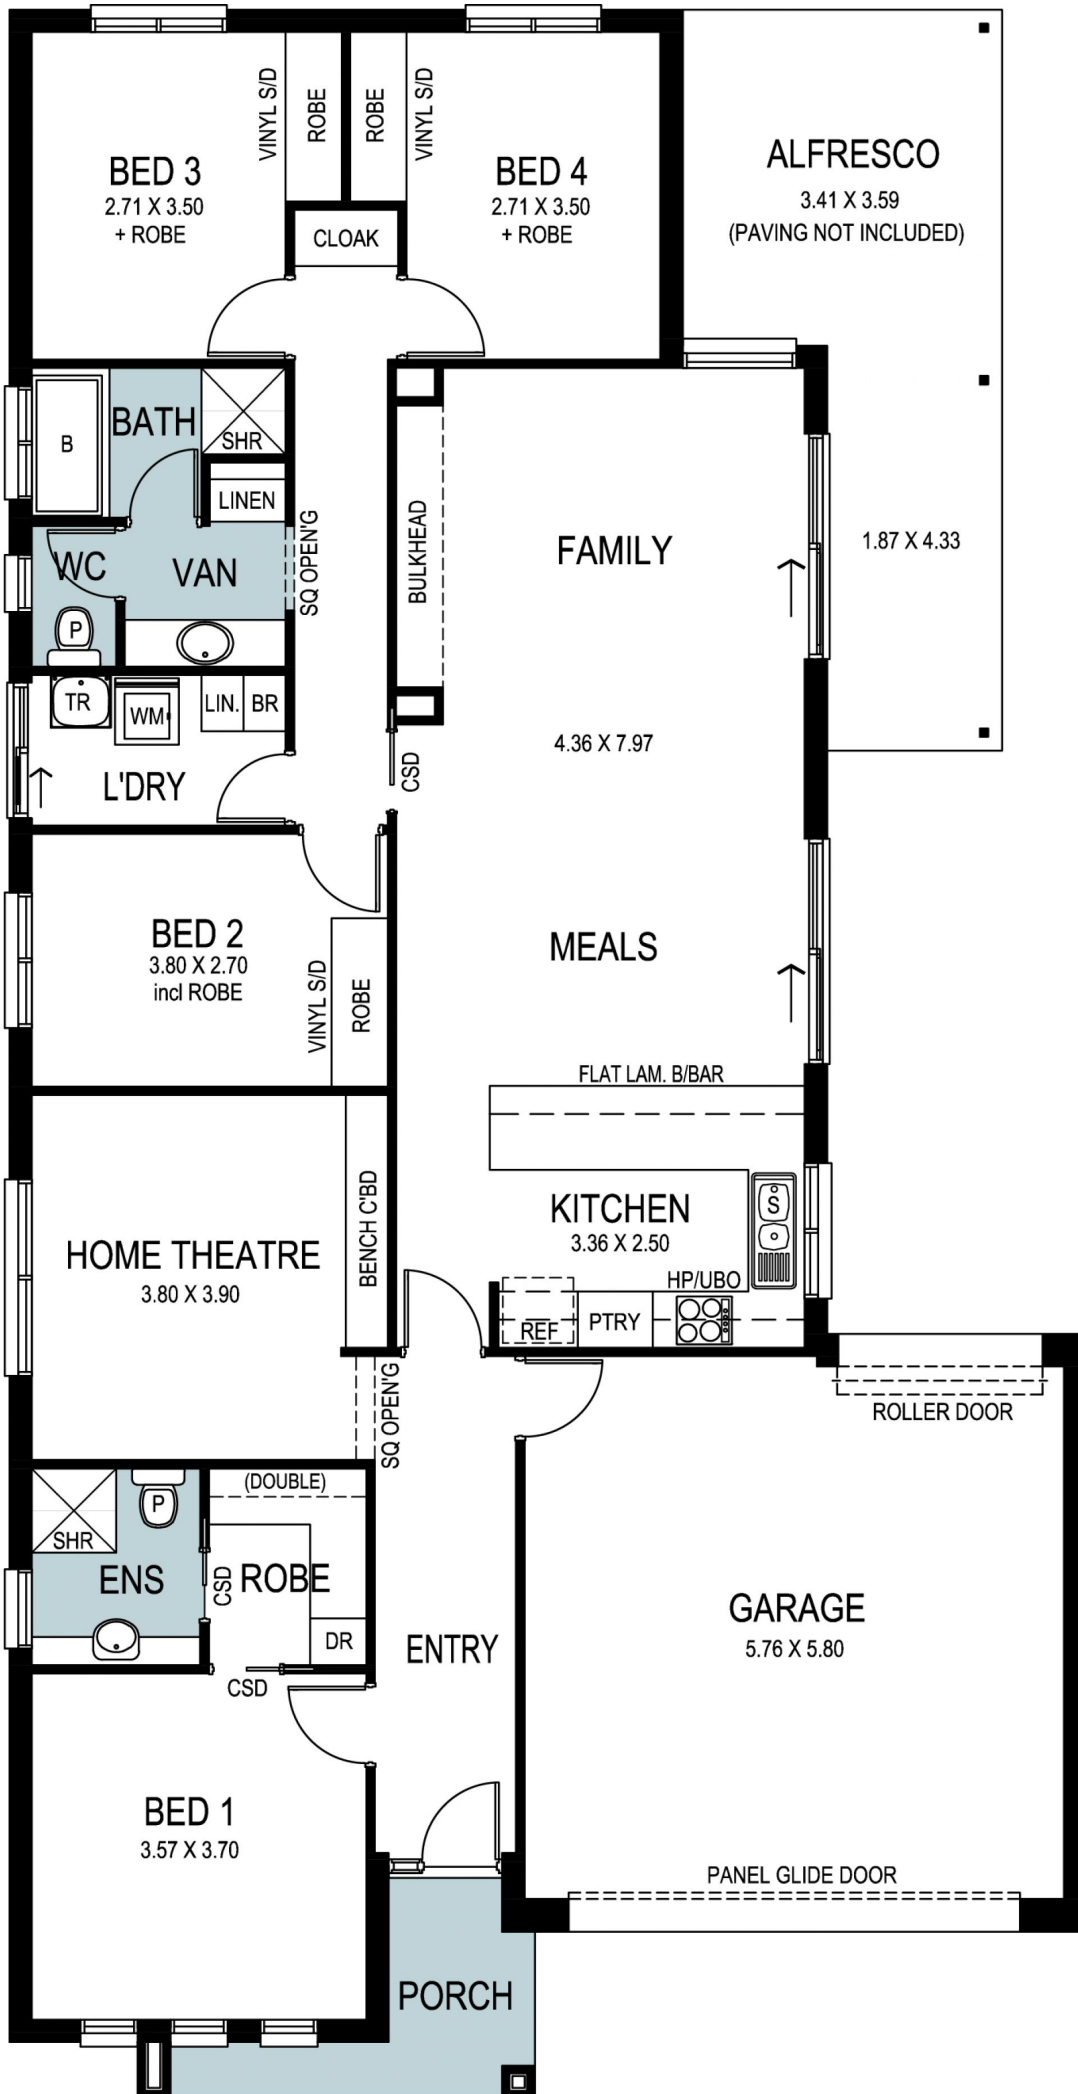 BED 3
2.71 X 3.50
+ ROBE
VINYL S/D
ROBE
ROBE
VINYL S/D
BED 4
2.71 X 3.50
+ ROBE
CLOAK
ALFRESCO
3.41 X 3.59
(PAVING NOT INCLUDED)
1.87 X 4.33
B
BATH
SHR
LINEN
WC
VAN
P
SQ OPEN'G
BULKHEAD
FAMILY
4.36 X 7.97
TR
WM
LIN.
BR
L'DRY
CSD
BED 2
3.80 X 2.70
incl ROBE
VINYL S/D
ROBE
MEALS
FLAT LAM. B/BAR
KITCHEN
3.36 X 2.50
S
HP/UBO
REF
PTRY
HOME THEATRE
3.80 X 3.90
BENCH C'BD
SQ OPEN'G
ROLLER DOOR
(DOUBLE)
P
SHR
ENS
CSD
ROBE
DR
CSD
ENTRY
GARAGE
5.76 X 5.80
BED 1
3.57 X 3.70
PANEL GLIDE DOOR
PORCH